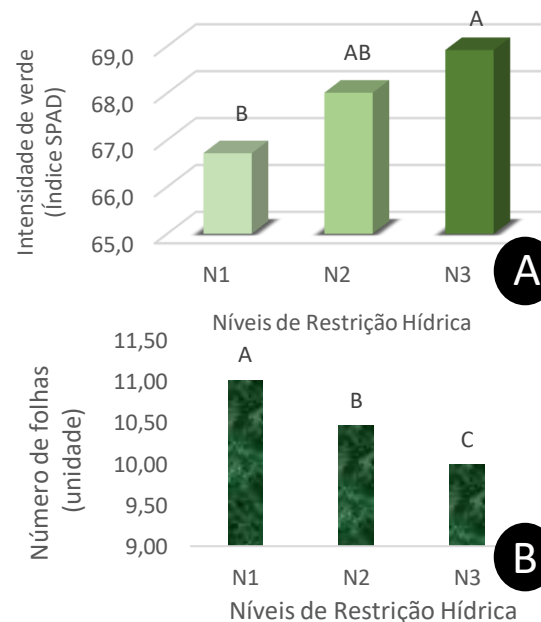 Intensidade de verde
(Índice SPAD)
69,0
68,0
67,0
66,0
65,0
B
AB
A
N1
N2
N3
A
Níveis de Restrição Hídrica
Número de folhas
(unidade)
11,50
11,00
10,50
10,00
9,50
9,00
A
B
C
N1
N2
N3
B
Níveis de Restrição Hídrica